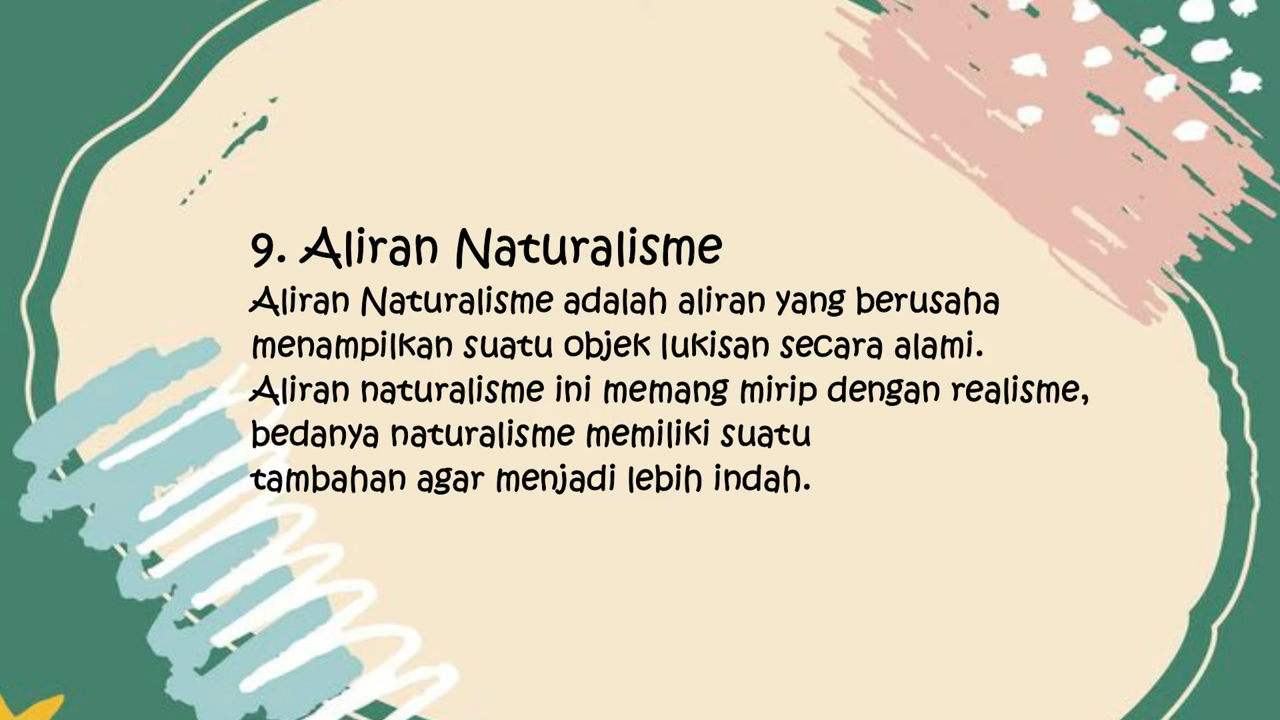 9. Aliran Naturalisme
Aliran Naturalisme adalah aliran yang berusaha
menampilkan suatu objek lukisan secara alami.
Aliran naturalisme ini memang mirip dengan realisme,
bedanya naturalisme memiliki suatu
tambahan agar menjadi lebih indah.